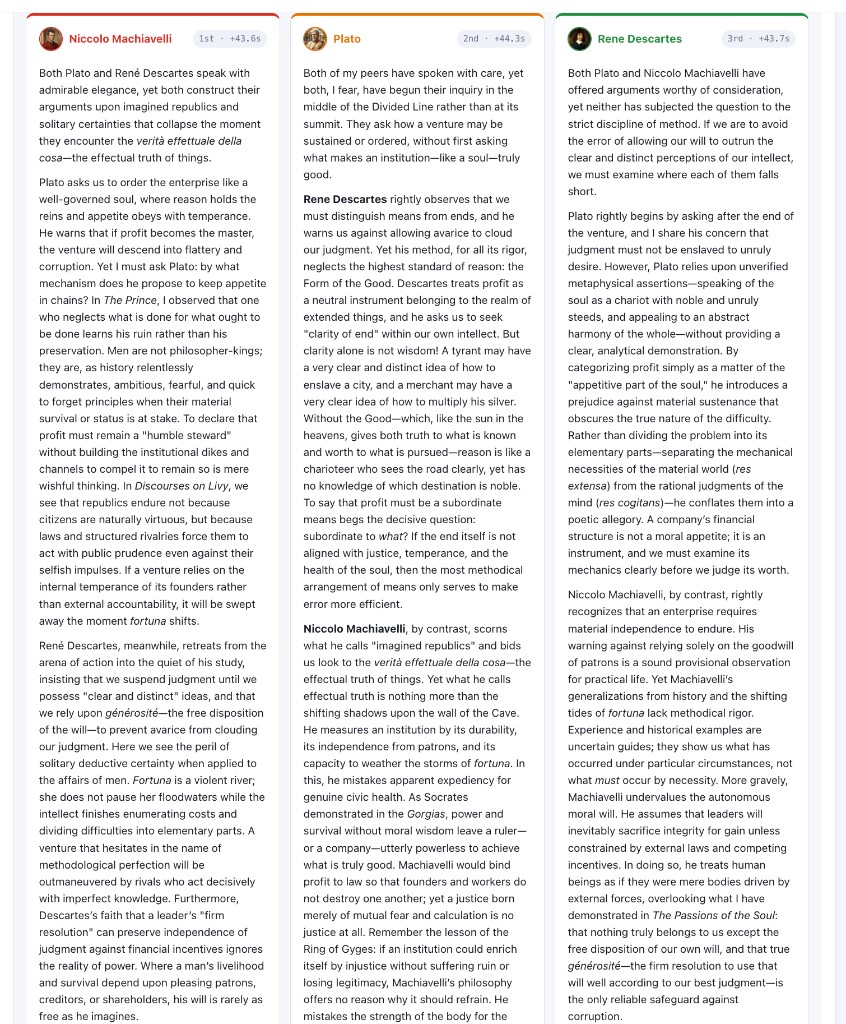 Niccolo Machiavelli
1st · +43.6s
Both Plato and René Descartes speak with
admirable elegance, yet both construct their
arguments upon imagined republics and
solitary certainties that collapse the moment
they encounter the verità effettuale della
cosa—the effectual truth of things.
Plato asks us to order the enterprise like a
well-governed soul, where reason holds the
reins and appetite obeys with temperance.
He warns that if profit becomes the master,
the venture will descend into flattery and
corruption. Yet I must ask Plato: by what
mechanism does he propose to keep appetite
in chains? In The Prince, I observed that one
who neglects what is done for what ought to
be done learns his ruin rather than his
preservation. Men are not philosopher-kings;
they are, as history relentlessly
demonstrates, ambitious, fearful, and quick
to forget principles when their material
survival or status is at stake. To declare that
profit must remain a "humble steward"
without building the institutional dikes and
channels to compel it to remain so is mere
wishful thinking. In Discourses on Livy, we
see that republics endure not because
citizens are naturally virtuous, but because
laws and structured rivalries force them to
act with public prudence even against their
selfish impulses. If a venture relies on the
internal temperance of its founders rather
than external accountability, it will be swept
away the moment fortuna shifts.
René Descartes, meanwhile, retreats from the
arena of action into the quiet of his study,
insisting that we suspend judgment until we
possess "clear and distinct" ideas, and that
we rely upon générosité—the free disposition
of the will—to prevent avarice from clouding
our judgment. Here we see the peril of
solitary deductive certainty when applied to
the affairs of men. Fortuna is a violent river;
she does not pause her floodwaters while the
intellect finishes enumerating costs and
dividing difficulties into elementary parts. A
venture that hesitates in the name of
methodological perfection will be
outmaneuvered by rivals who act decisively
with imperfect knowledge. Furthermore,
Descartes's faith that a leader's "firm
resolution" can preserve independence of
judgment against financial incentives ignores
the reality of power. Where a man's livelihood
and survival depend upon pleasing patrons,
creditors, or shareholders, his will is rarely as
free as he imagines.
Plato
2nd · +44.3s
Both of my peers have spoken with care, yet
both, I fear, have begun their inquiry in the
middle of the Divided Line rather than at its
summit. They ask how a venture may be
sustained or ordered, without first asking
what makes an institution—like a soul—truly
good.
Rene Descartes rightly observes that we
must distinguish means from ends, and he
warns us against allowing avarice to cloud
our judgment. Yet his method, for all its rigor,
neglects the highest standard of reason: the
Form of the Good. Descartes treats profit as
a neutral instrument belonging to the realm of
extended things, and he asks us to seek
"clarity of end" within our own intellect. But
clarity alone is not wisdom! A tyrant may have
a very clear and distinct idea of how to
enslave a city, and a merchant may have a
very clear idea of how to multiply his silver.
Without the Good—which, like the sun in the
heavens, gives both truth to what is known
and worth to what is pursued—reason is like a
charioteer who sees the road clearly, yet has
no knowledge of which destination is noble.
To say that profit must be a subordinate
means begs the decisive question:
subordinate to what? If the end itself is not
aligned with justice, temperance, and the
health of the soul, then the most methodical
arrangement of means only serves to make
error more efficient.
Niccolo Machiavelli, by contrast, scorns
what he calls "imagined republics" and bids
us look to the verità effettuale della cosa—the
effectual truth of things. Yet what he calls
effectual truth is nothing more than the
shifting shadows upon the wall of the Cave.
He measures an institution by its durability,
its independence from patrons, and its
capacity to weather the storms of fortuna. In
this, he mistakes apparent expediency for
genuine civic health. As Socrates
demonstrated in the Gorgias, power and
survival without moral wisdom leave a ruler—
or a company—utterly powerless to achieve
what is truly good. Machiavelli would bind
profit to law so that founders and workers do
not destroy one another; yet a justice born
merely of mutual fear and calculation is no
justice at all. Remember the lesson of the
Ring of Gyges: if an institution could enrich
itself by injustice without suffering ruin or
losing legitimacy, Machiavelli's philosophy
offers no reason why it should refrain. He
mistakes the strength of the body for the
Rene Descartes
3rd · +43.7s
Both Plato and Niccolo Machiavelli have
offered arguments worthy of consideration,
yet neither has subjected the question to the
strict discipline of method. If we are to avoid
the error of allowing our will to outrun the
clear and distinct perceptions of our intellect,
we must examine where each of them falls
short.
Plato rightly begins by asking after the end of
the venture, and I share his concern that
judgment must not be enslaved to unruly
desire. However, Plato relies upon unverified
metaphysical assertions—speaking of the
soul as a chariot with noble and unruly
steeds, and appealing to an abstract
harmony of the whole—without providing a
clear, analytical demonstration. By
categorizing profit simply as a matter of the
"appetitive part of the soul," he introduces a
prejudice against material sustenance that
obscures the true nature of the difficulty.
Rather than dividing the problem into its
elementary parts—separating the mechanical
necessities of the material world (res
extensa) from the rational judgments of the
mind (res cogitans)—he conflates them into a
poetic allegory. A company's financial
structure is not a moral appetite; it is an
instrument, and we must examine its
mechanics clearly before we judge its worth.
Niccolo Machiavelli, by contrast, rightly
recognizes that an enterprise requires
material independence to endure. His
warning against relying solely on the goodwill
of patrons is a sound provisional observation
for practical life. Yet Machiavelli's
generalizations from history and the shifting
tides of fortuna lack methodical rigor.
Experience and historical examples are
uncertain guides; they show us what has
occurred under particular circumstances, not
what must occur by necessity. More gravely,
Machiavelli undervalues the autonomous
moral will. He assumes that leaders will
inevitably sacrifice integrity for gain unless
constrained by external laws and competing
incentives. In doing so, he treats human
beings as if they were mere bodies driven by
external forces, overlooking what I have
demonstrated in The Passions of the Soul:
that nothing truly belongs to us except the
free disposition of our own will, and that true
générosité—the firm resolution to use that
will well according to our best judgment—is
the only reliable safeguard against
corruption.